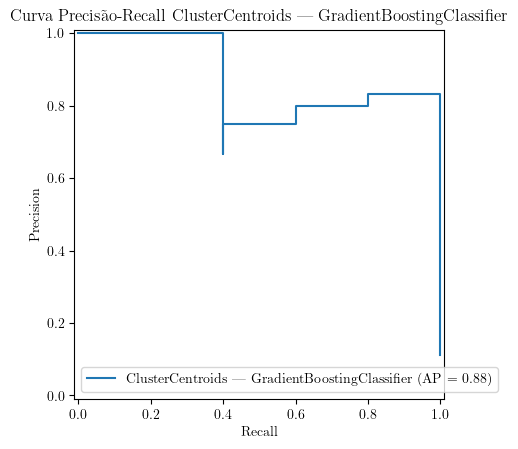 Curva Precisão-Recall ClusterCentroids — GradientBoostingClassifier
1.0
0.8
0.6
0.4
0.2
0.0
Precision
ClusterCentroids — GradientBoostingClassifier (AP = 0.88)
0.0 0.2 0.4 0.6 0.8 1.0
Recall